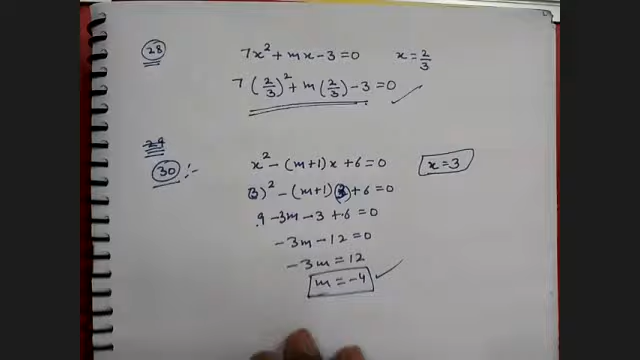 28 7x² + mx - 3 = 0 x = 2/3
7(2/3)² + m(2/3) - 3 = 0
29
30 :- x² - (m+1)x + 6 = 0 x = 3
3)² - (m+1)3 + 6 = 0
9 - 3m - 3 + 6 = 0
-3m - 12 = 0
-3m = 12
m = -4